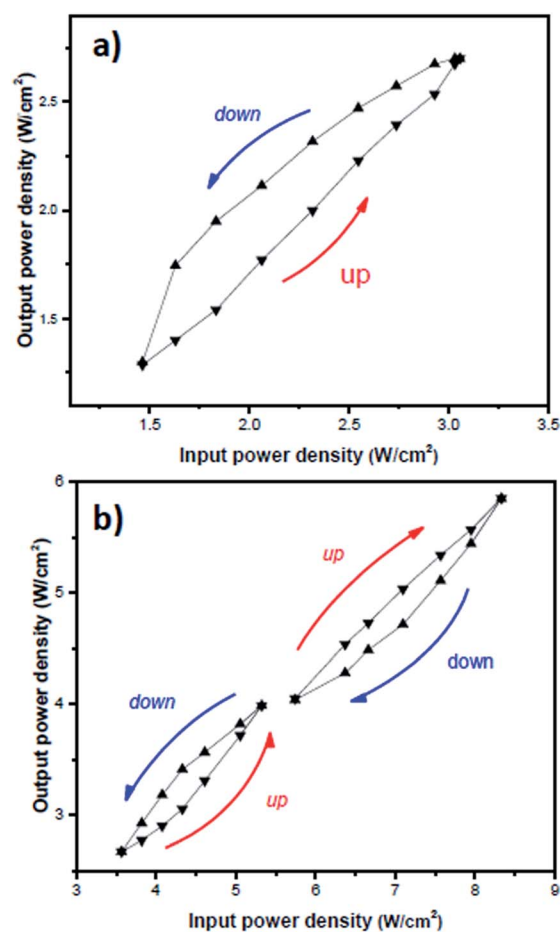 a)
down
up
Output power density (W/cm²)
2.5
2.0
1.5
1.5
2.0
2.5
3.0
3.5
Input power density (W/cm²)
b)
up
down
down
up
Output power density (W/cm²)
6
5
4
3
3
4
5
6
7
8
9
Input power density (W/cm²)